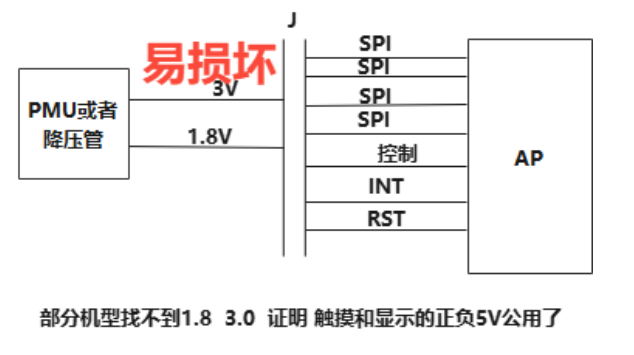 J
易损坏
SPI
SPI
3V
SPI
PMU或者
降压管
SPI
1.8V
控制
AP
INT
RST
部分机型找不到1.8 3.0 证明 触摸和显示的正负5V公用了